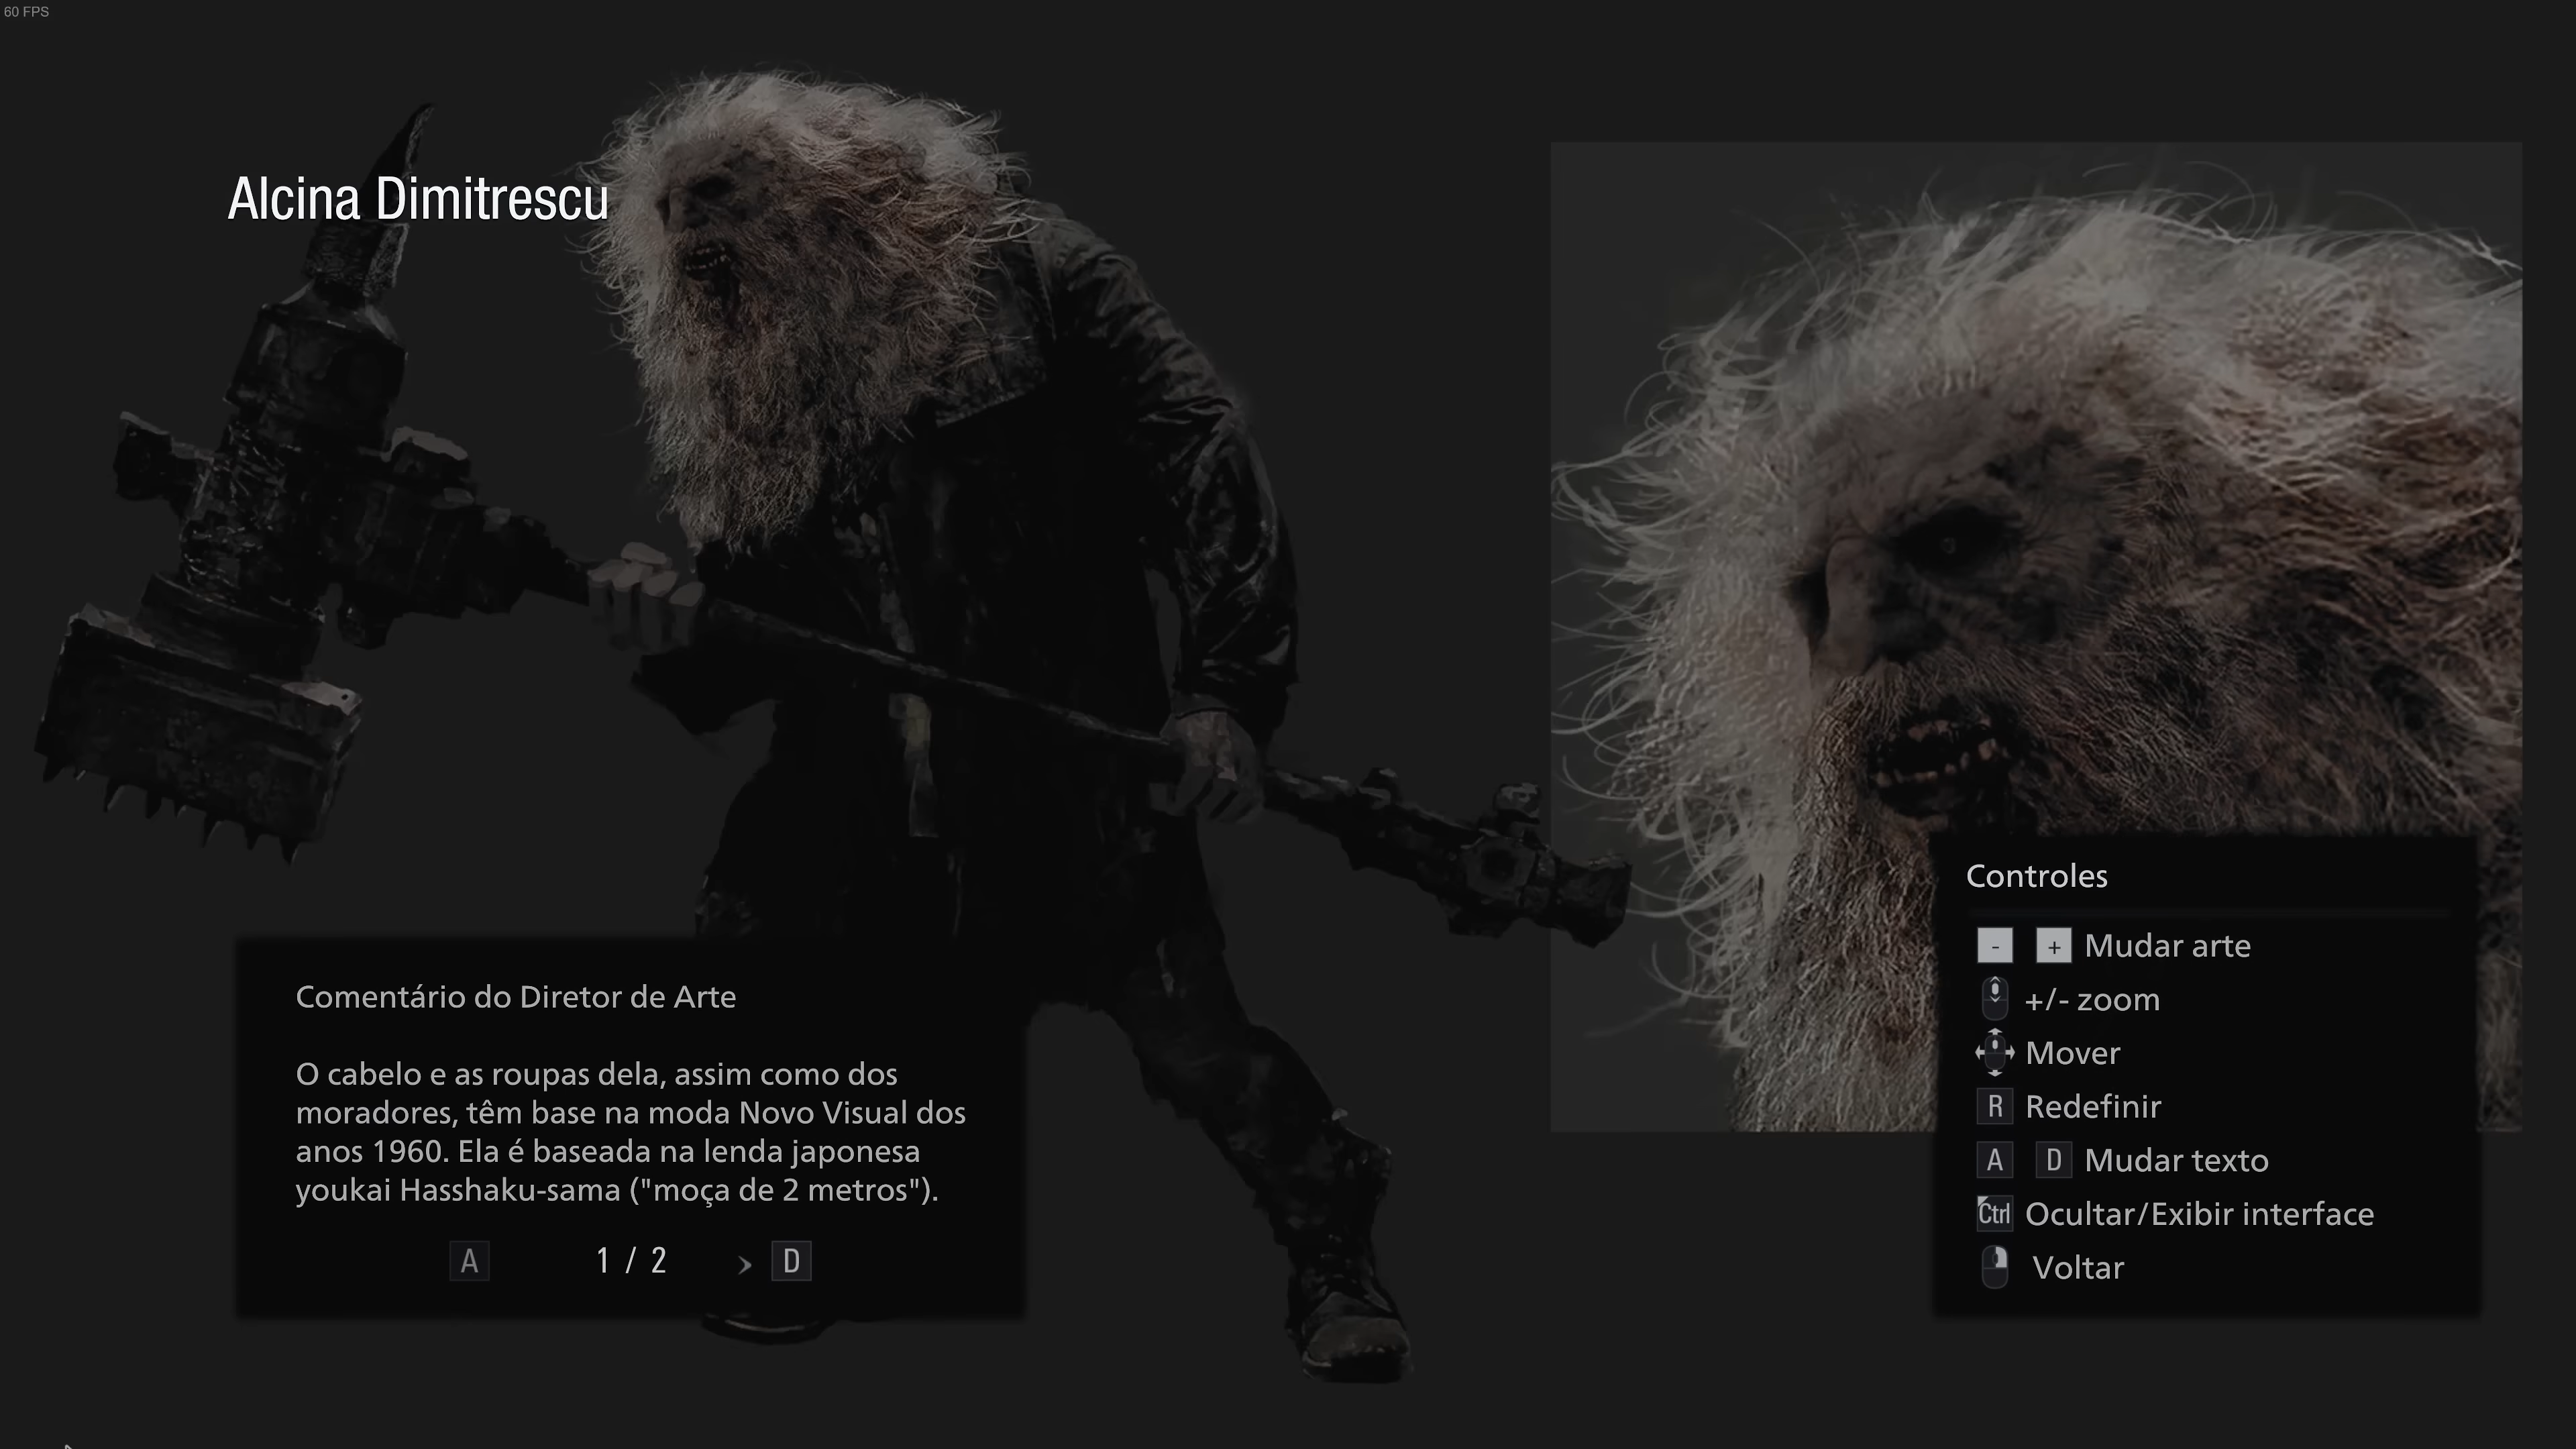 60 FPS
Alcina Dimitrescu
Comentário do Diretor de Arte
O cabelo e as roupas dela, assim como dos
moradores, têm base na moda Novo Visual dos
anos 1960. Ela é baseada na lenda japonesa
youkai Hasshaku-sama ("moça de 2 metros").
A 1 / 2 > D
Controles
- + Mudar arte
+/- zoom
Mover
R Redefinir
A D Mudar texto
Ctrl Ocultar/Exibir interface
Voltar